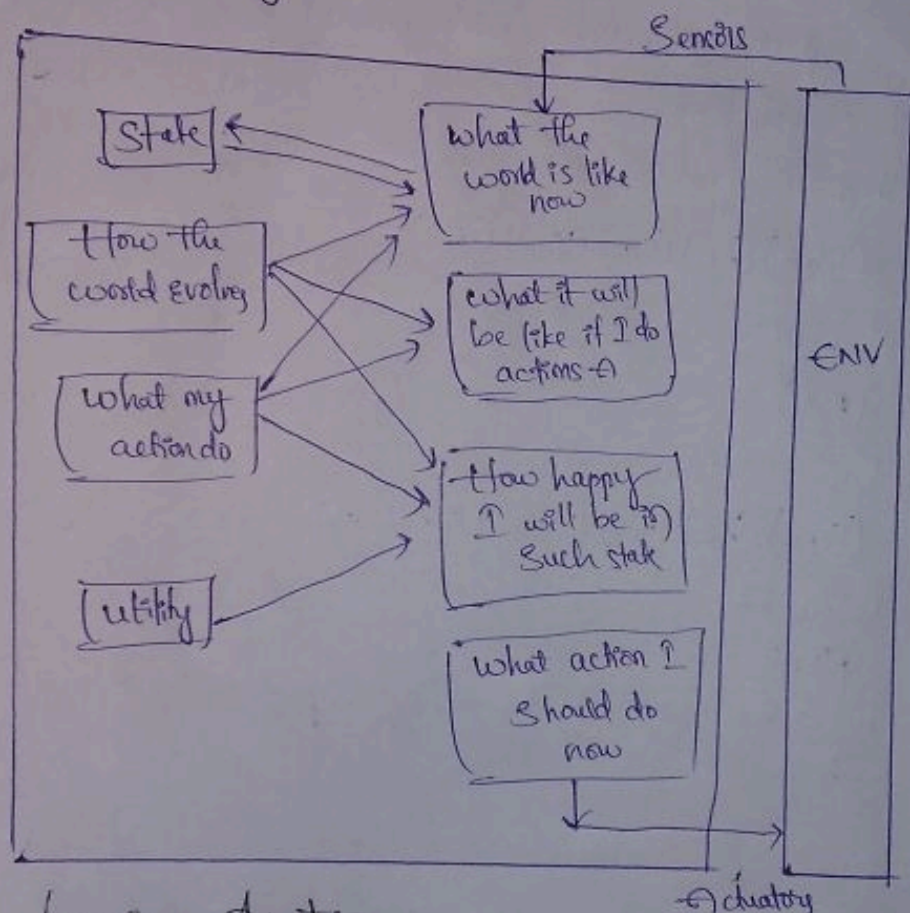 Sensors
State
what the
world is like
now
How the
world Evolves
what it will
be like if I do
actions A
ENV
what my
action do
How happy
I will be in
such state
utility
what action I
should do
now
Actuators